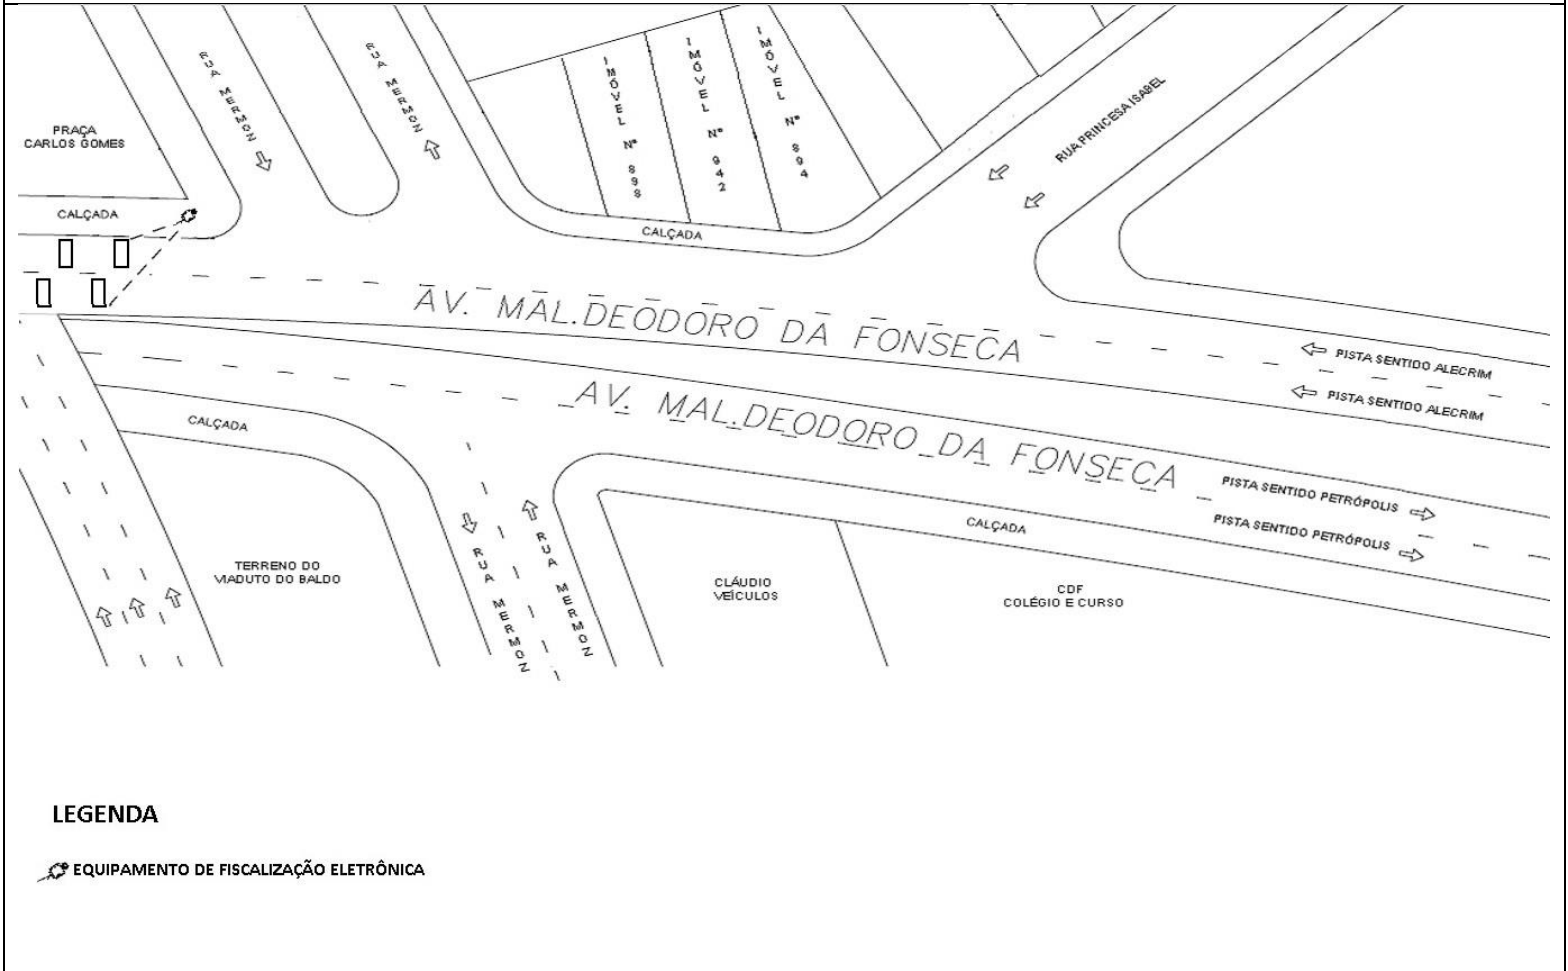 RUA MERMOZ
RUA MERMOZ
IMÓVEL Nº 898
IMÓVEL Nº 942
IMÓVEL Nº 894
RUA PRINCESA ISABEL
PRAÇA
CARLOS GOMES
CALÇADA
CALÇADA
AV. MAL.DEODORO DA FONSECA
PISTA SENTIDO ALECRIM
PISTA SENTIDO ALECRIM
AV. MAL.DEODORO DA FONSECA
CALÇADA
PISTA SENTIDO PETRÓPOLIS
PISTA SENTIDO PETRÓPOLIS
CALÇADA
RUA MERMOZ
RUA MERMOZ
TERRENO DO
VIADUTO DO BALDO
CLÁUDIO
VEÍCULOS
CDF
COLÉGIO E CURSO
LEGENDA
EQUIPAMENTO DE FISCALIZAÇÃO ELETRÔNICA